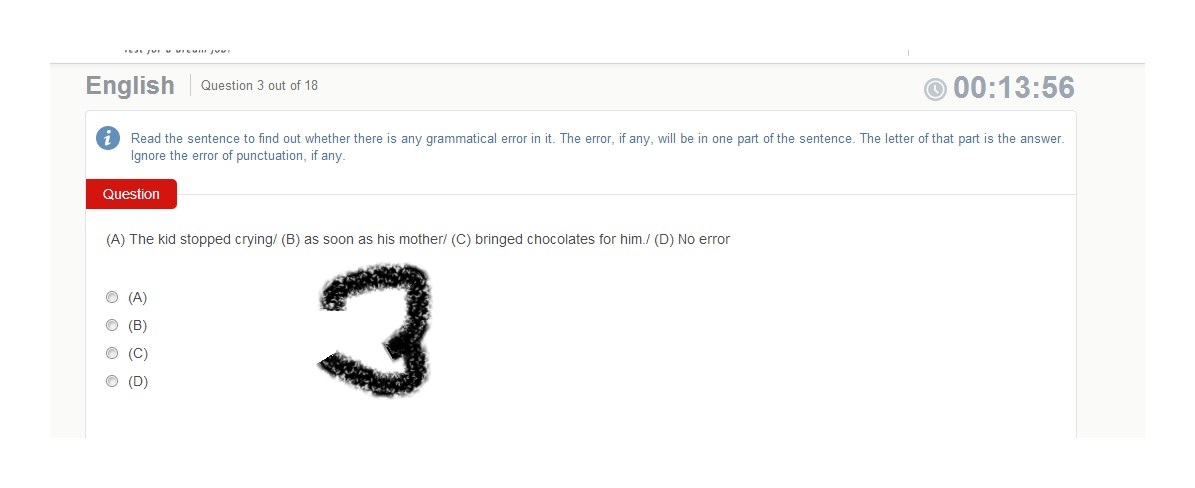 English
Question 3 out of 18
00:13:56
Read the sentence to find out whether there is any grammatical error in it. The error, if any, will be in one part of the sentence. The letter of that part is the answer.
Ignore the error of punctuation, if any.
Question
(A) The kid stopped crying/ (B) as soon as his mother/ (C) bringed chocolates for him./ (D) No error
3
(A)
(B)
(C)
(D)